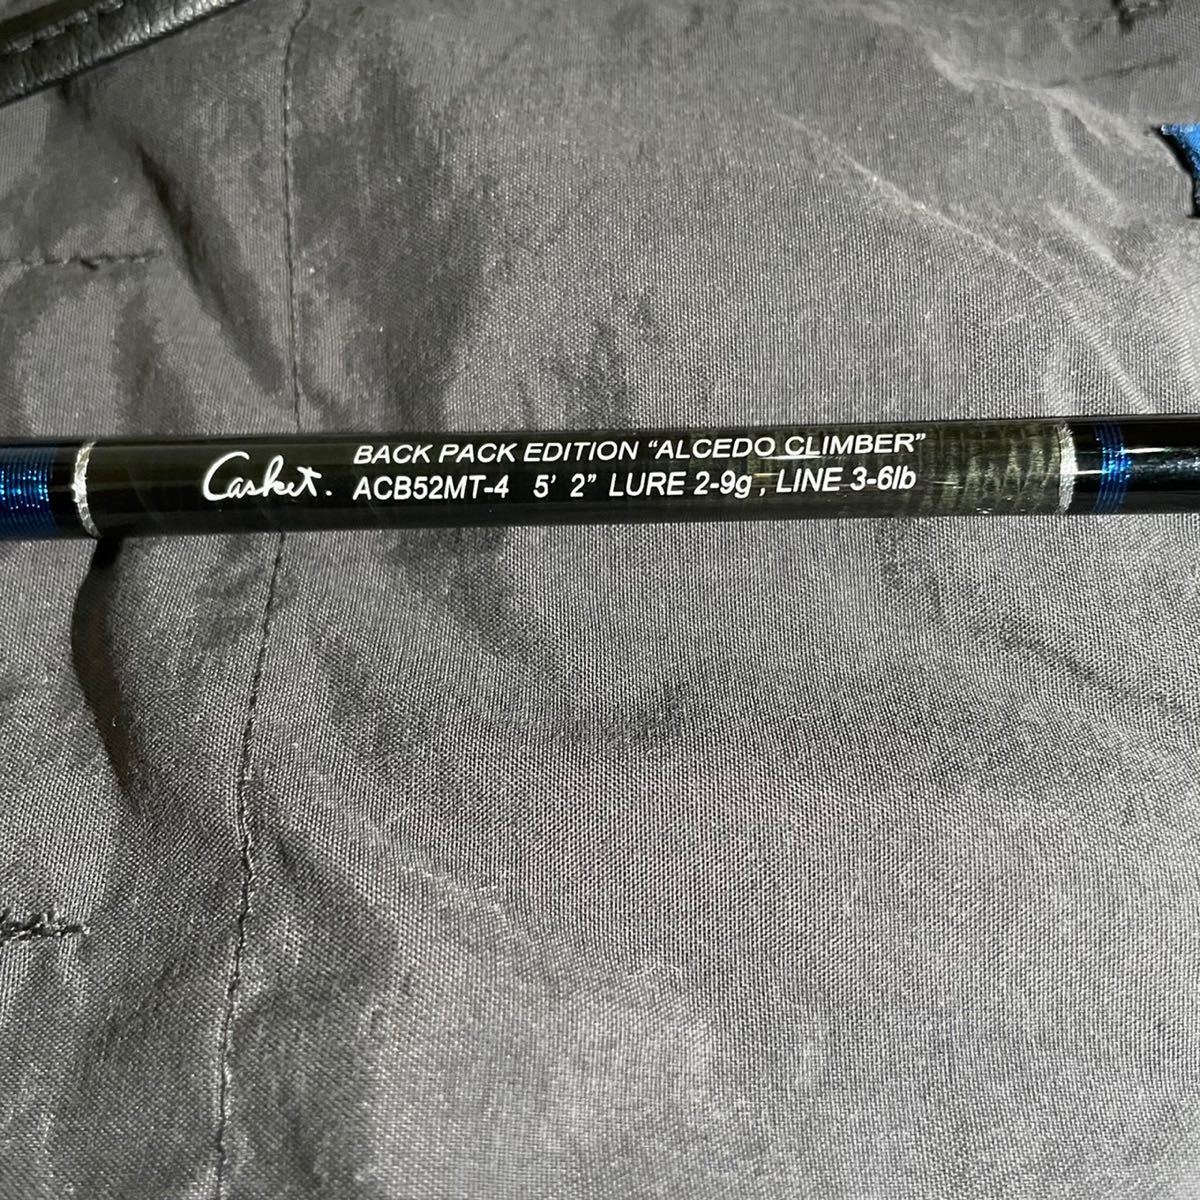 Casket.
BACK PACK EDITION “ALCEDO CLIMBER”
ACB52MT-4 5’ 2” LURE 2-9g , LINE 3-6lb